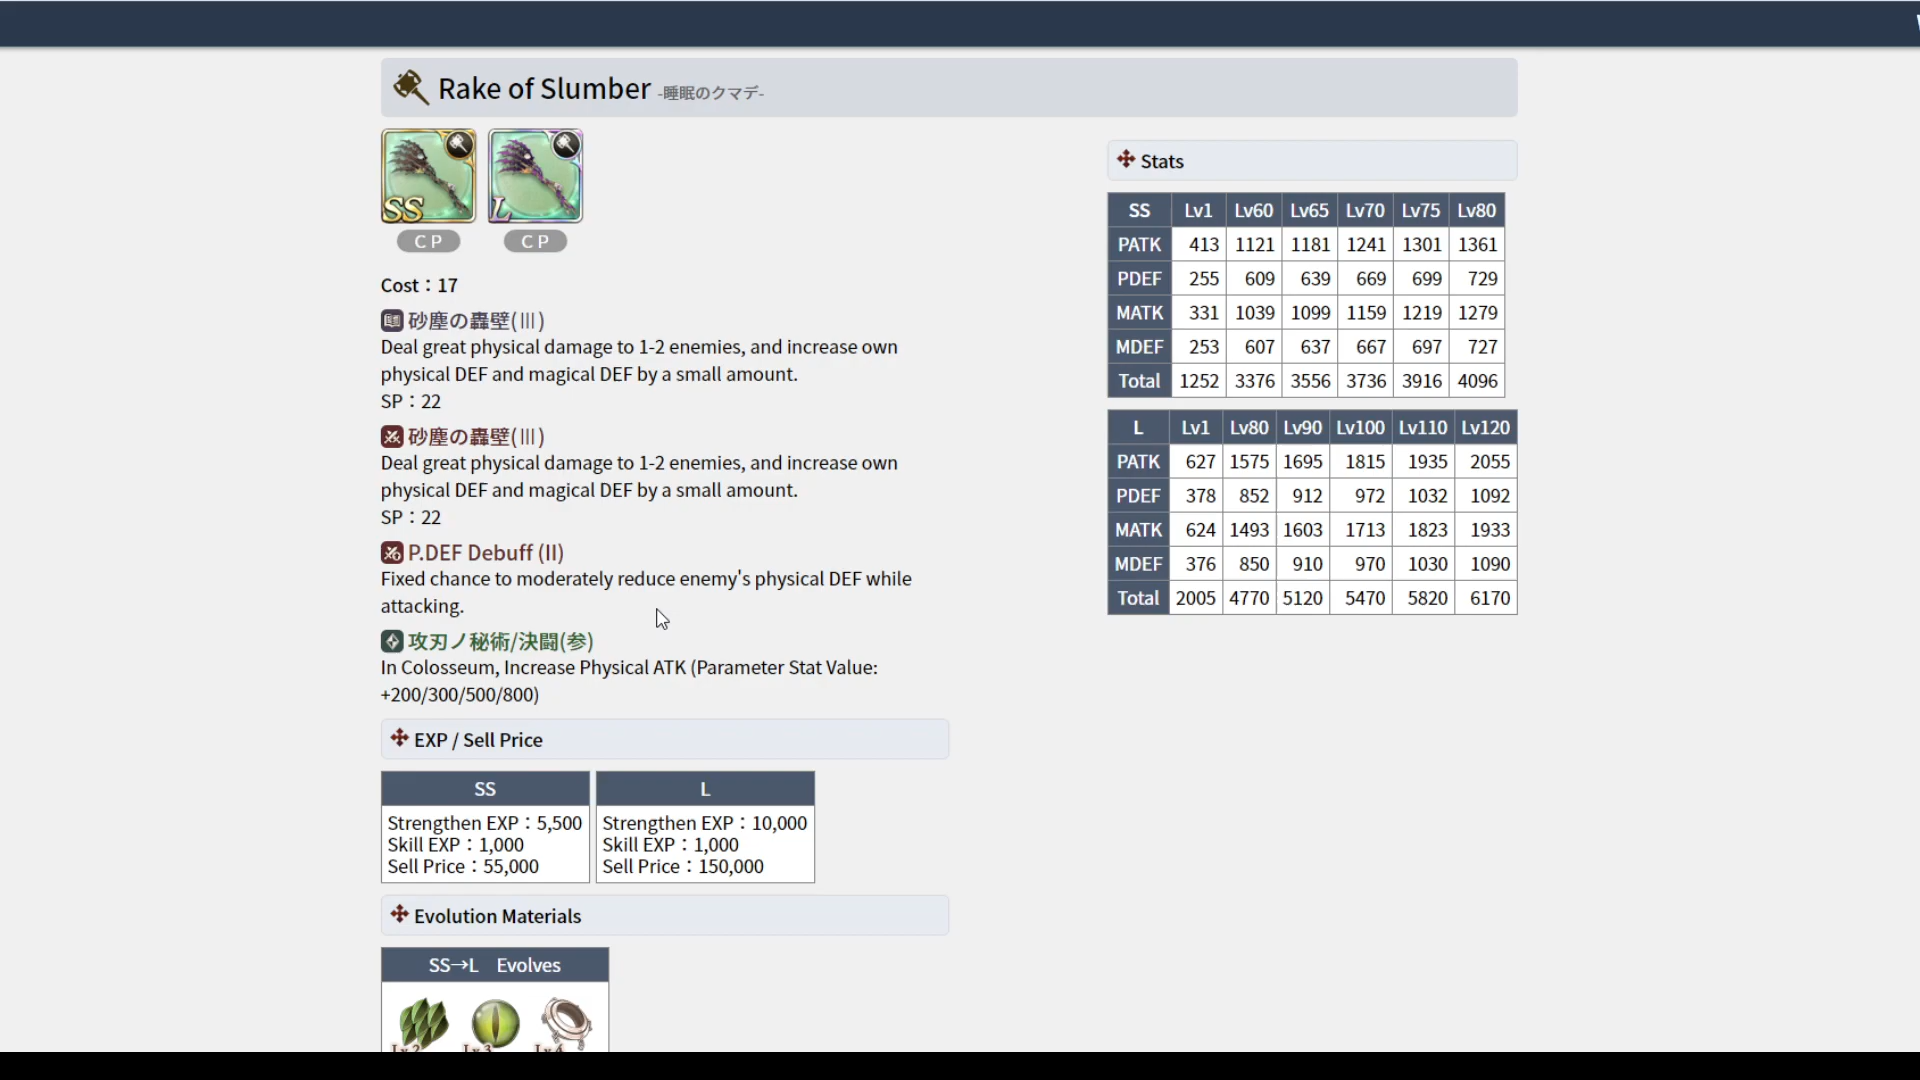 Rake of Slumber -睡眠のクマデ-
SS L
C P C P
Cost：17
砂塵の轟壁(Ⅲ)
Deal great physical damage to 1-2 enemies, and increase own
physical DEF and magical DEF by a small amount.
SP：22
砂塵の轟壁(Ⅲ)
Deal great physical damage to 1-2 enemies, and increase own
physical DEF and magical DEF by a small amount.
SP：22
P.DEF Debuff (II)
Fixed chance to moderately reduce enemy's physical DEF while
attacking.
攻刃ノ秘術/決闘(参)
In Colosseum, Increase Physical ATK (Parameter Stat Value:
+200/300/500/800)
EXP / Sell Price
SS L
Strengthen EXP：5,500 Strengthen EXP：10,000
Skill EXP：1,000 Skill EXP：1,000
Sell Price：55,000 Sell Price：150,000
Evolution Materials
SS→L Evolves
Lv.2 Lv.3 Lv.4
Stats
SS Lv1 Lv60 Lv65 Lv70 Lv75 Lv80
PATK 413 1121 1181 1241 1301 1361
PDEF 255 609 639 669 699 729
MATK 331 1039 1099 1159 1219 1279
MDEF 253 607 637 667 697 727
Total 1252 3376 3556 3736 3916 4096
L Lv1 Lv80 Lv90 Lv100 Lv110 Lv120
PATK 627 1575 1695 1815 1935 2055
PDEF 378 852 912 972 1032 1092
MATK 624 1493 1603 1713 1823 1933
MDEF 376 850 910 970 1030 1090
Total 2005 4770 5120 5470 5820 6170